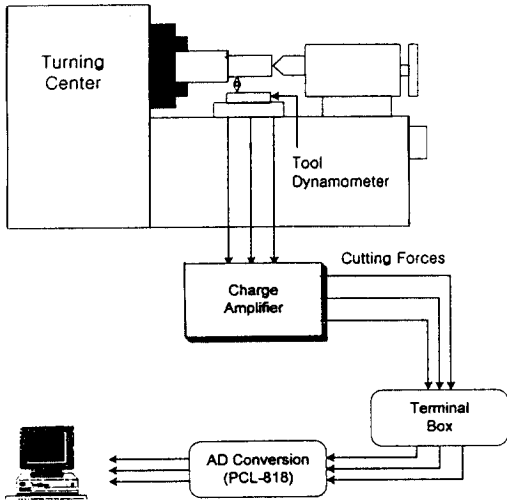 Turning
Center
Tool
Dynamometer
Cutting Forces
Charge
Amplifier
Terminal
Box
AD Conversion
(PCL-818)